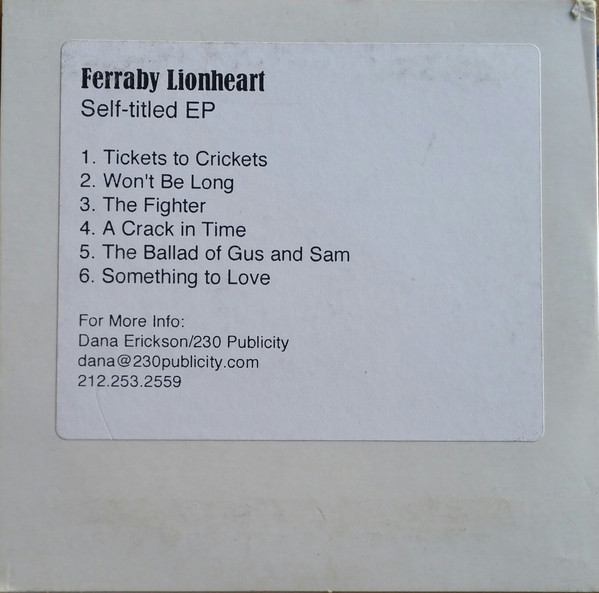 Ferraby Lionheart
Self-titled EP
1. Tickets to Crickets
2. Won't Be Long
3. The Fighter
4. A Crack in Time
5. The Ballad of Gus and Sam
6. Something to Love
For More Info:
Dana Erickson/230 Publicity
dana@230publicity.com
212.253.2559